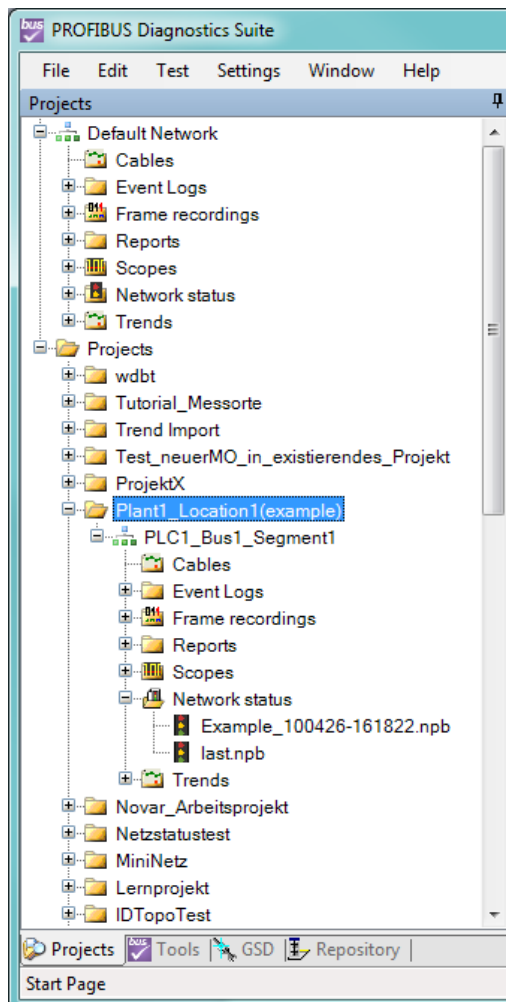 bus
PROFIBUS Diagnostics Suite
File Edit Test Settings Window Help
Projects
Default Network
Cables
Event Logs
Frame recordings
Reports
Scopes
Network status
Trends
Projects
wdbt
Tutorial_Messorte
Trend Import
Test_neuerMO_in_existierendes_Projekt
ProjektX
Plant1_Location1(example)
PLC1_Bus1_Segment1
Cables
Event Logs
Frame recordings
Reports
Scopes
Network status
Example_100426-161822.npb
last.npb
Trends
Novar_Arbeitsprojekt
Netzstatustest
MiniNetz
Lernprojekt
IDTopoTest
Projects bus Tools GSD Repository
Start Page